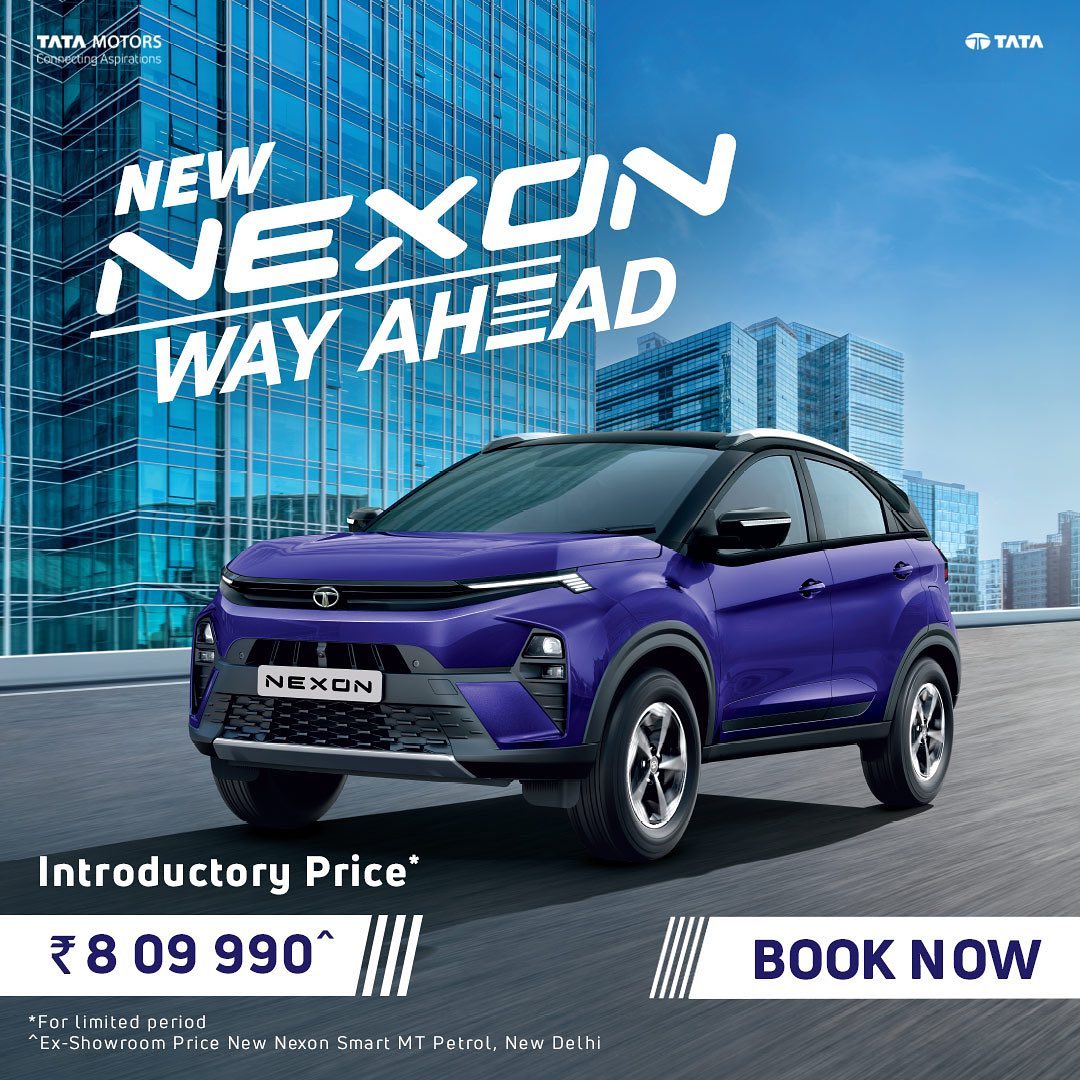 TATA MOTORS
Connecting Aspirations
TATA
NEW
NEXON
WAY AHEAD
NEXON
Introductory Price*
₹ 8 09 990^
BOOK NOW
*For limited period
^Ex-Showroom Price New Nexon Smart MT Petrol, New Delhi